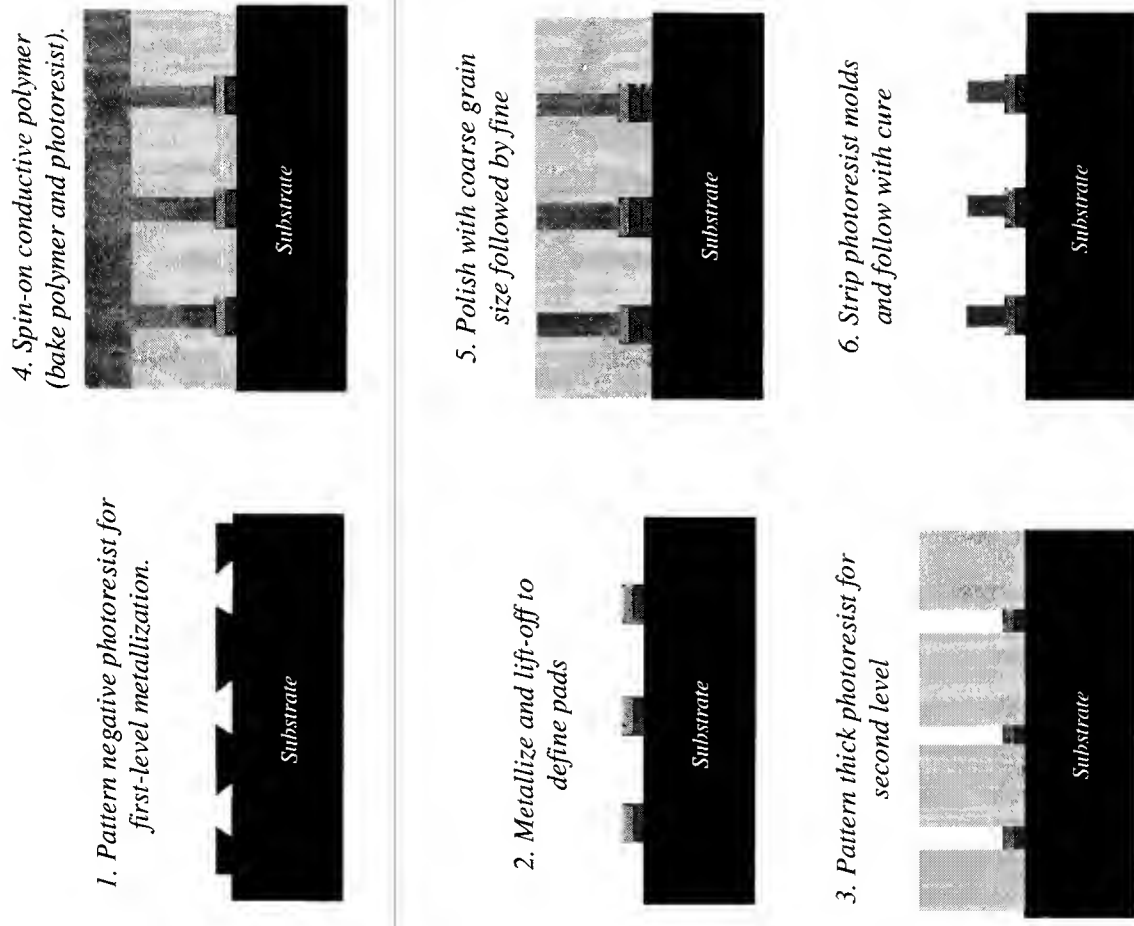 1. Pattern negative photoresist for
first-level metallization.
Substrate
2. Metallize and lift-off to
define pads
Substrate
3. Pattern thick photoresist for
second level
Substrate
4. Spin-on conductive polymer
(bake polymer and photoresist).
Substrate
5. Polish with coarse grain
size followed by fine
Substrate
6. Strip photoresist molds
and follow with cure
Substrate